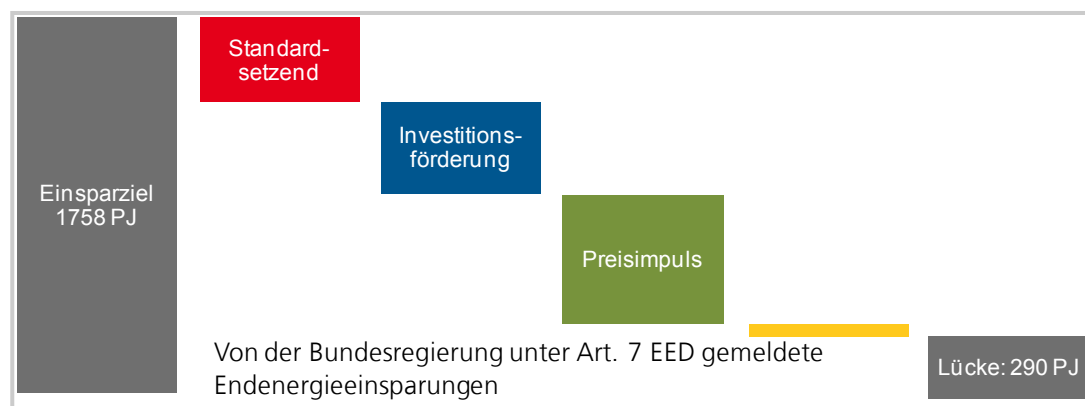 Standard-
setzend
Investitions-
förderung
Einsparziel
1758 PJ
Preisimpuls
Von der Bundesregierung unter Art. 7 EED gemeldete
Endenergieeinsparungen
Lücke: 290 PJ